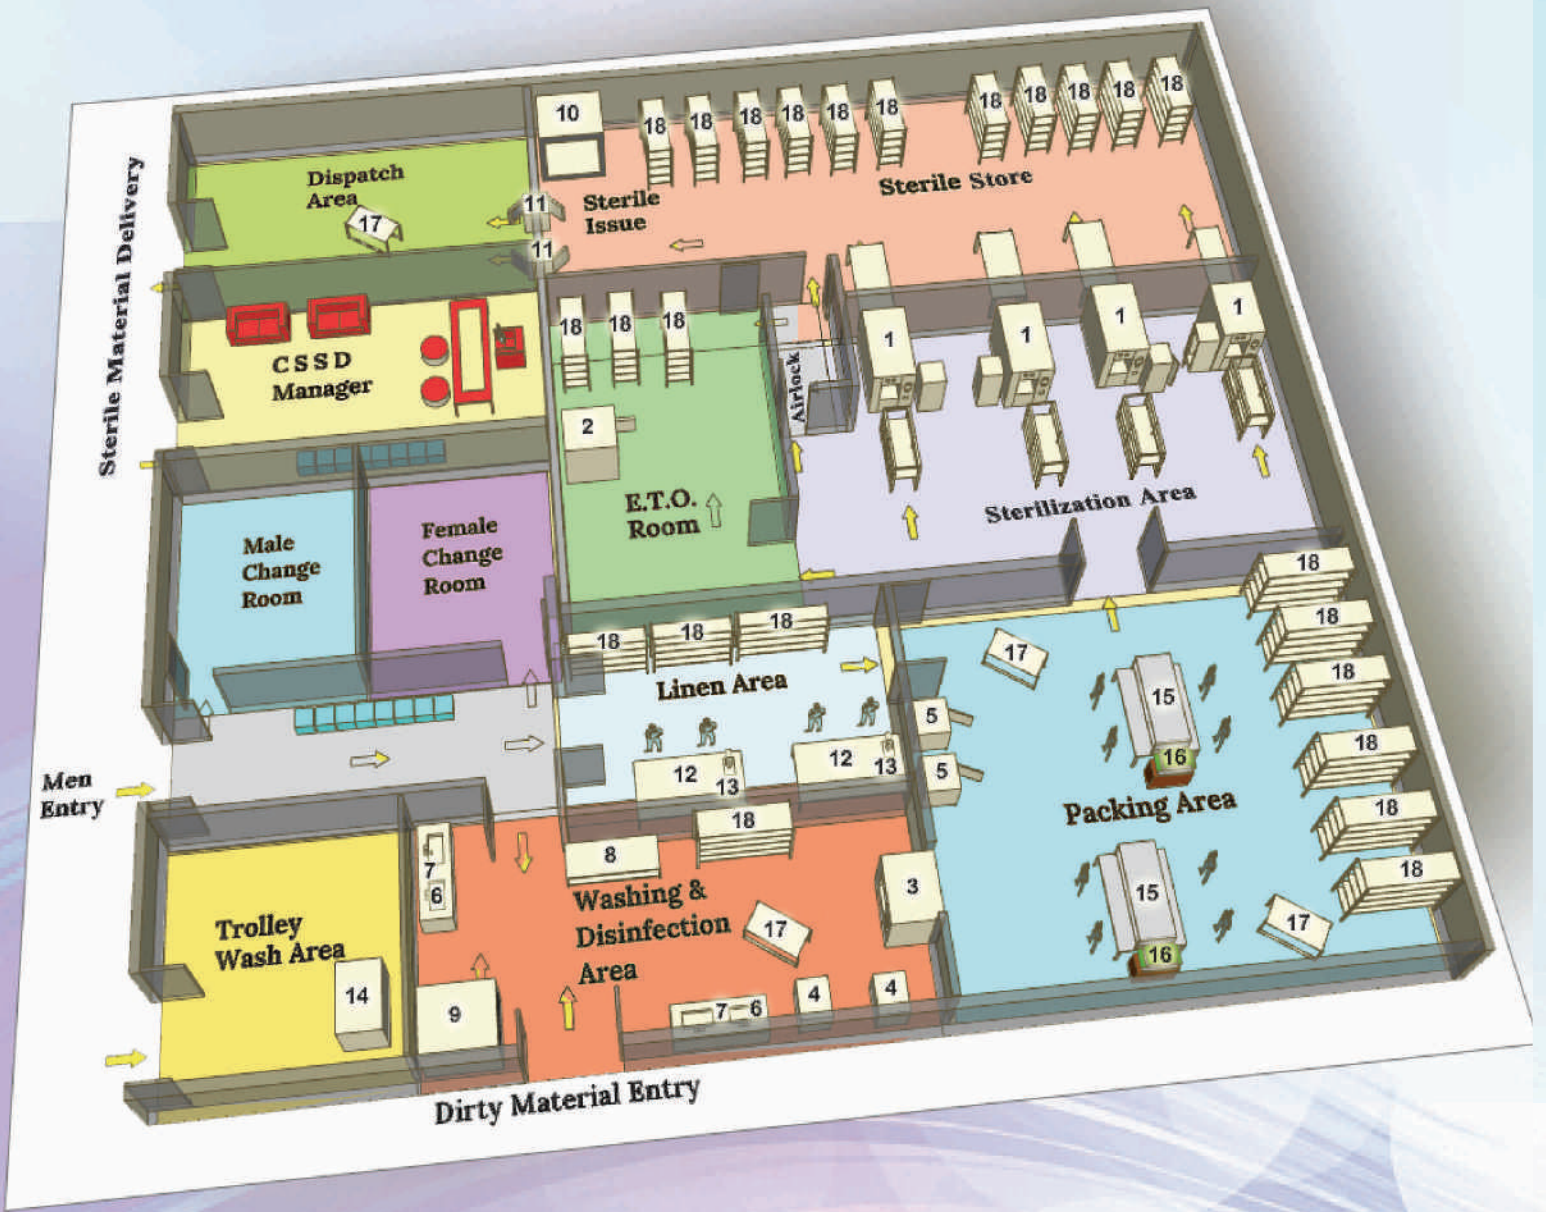 10
18 18 18 18 18 18
18 18 18 18 18
Dispatch
Area
17
11
11
Sterile
Issue
Sterile Store
Sterile Material Delivery
CSSD
Manager
18 18 18
2
E.T.O.
Room
Airlock
1
1
1
1
Sterilization Area
Male
Change
Room
Female
Change
Room
18 18 18
Linen Area
12
13
12
13
Men
Entry
17
5
5
15
16
Packing Area
15
16
17
18
18
18
18
18
18
Trolley
Wash Area
14
7
6
9
8
18
Washing &
Disinfection
Area
17
3
7 6
4
4
Dirty Material Entry